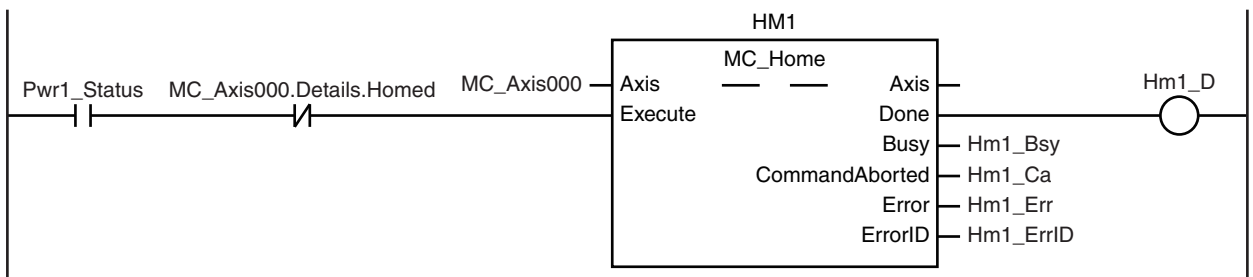 HM1
MC_Home
Pwr1_Status MC_Axis000.Details.Homed MC_Axis000 Axis Axis Hm1_D
Execute Done
Busy Hm1_Bsy
CommandAborted Hm1_Ca
Error Hm1_Err
ErrorID Hm1_ErrID